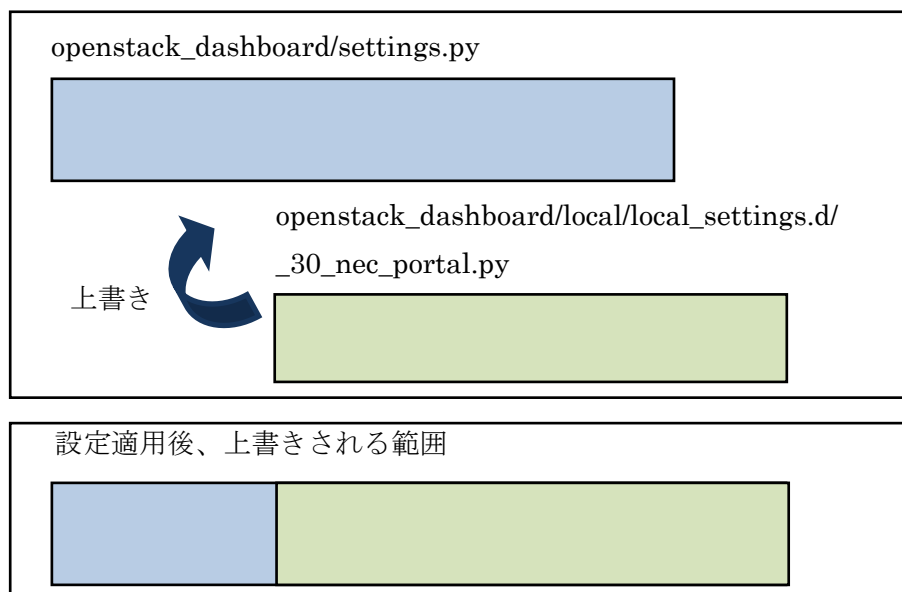 openstack_dashboard/settings.py
openstack_dashboard/local/local_settings.d/
_30_nec_portal.py
上書き
設定適用後、上書きされる範囲